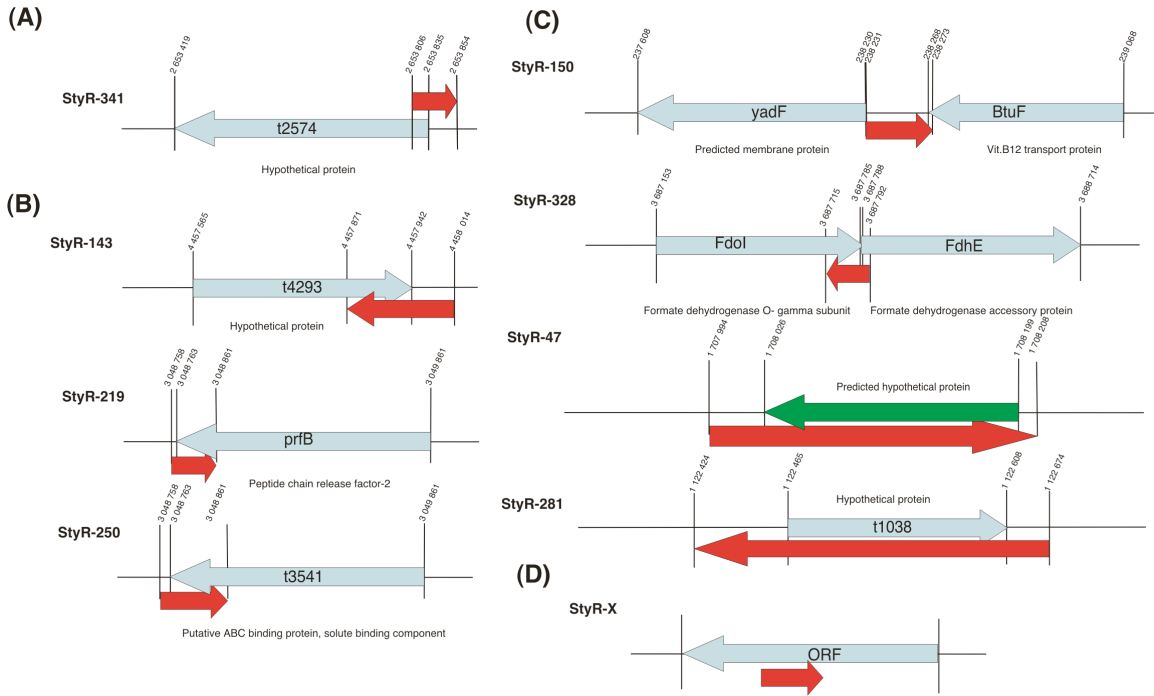 (A)
StyR-341
2 653 419
2 653 806
2 653 835
2 653 854
t2574
Hypothetical protein
(B)
StyR-143
4 457 565
4 457 871
4 457 942
4 458 014
t4293
Hypothetical protein
StyR-219
3 048 758
3 048 763
3 048 861
3 049 861
prfB
Peptide chain release factor-2
StyR-250
3 048 758
3 048 763
3 048 861
3 049 861
t3541
Putative ABC binding protein, solute binding component
(C)
StyR-150
237 608
238 230
238 231
238 268
238 273
239 068
yadF
BtuF
Predicted membrane protein
Vit.B12 transport protein
StyR-328
3 687 153
3 687 715
3 687 785
3 687 788
3 687 792
3 688 714
FdoI
FdhE
Formate dehydrogenase O- gamma subunit
Formate dehydrogenase accessory protein
StyR-47
1 707 994
1 708 026
1 708 199
1 708 208
Predicted hypothetical protein
StyR-281
1 122 424
1 122 465
1 122 608
1 122 674
Hypothetical protein
t1038
(D)
StyR-X
ORF